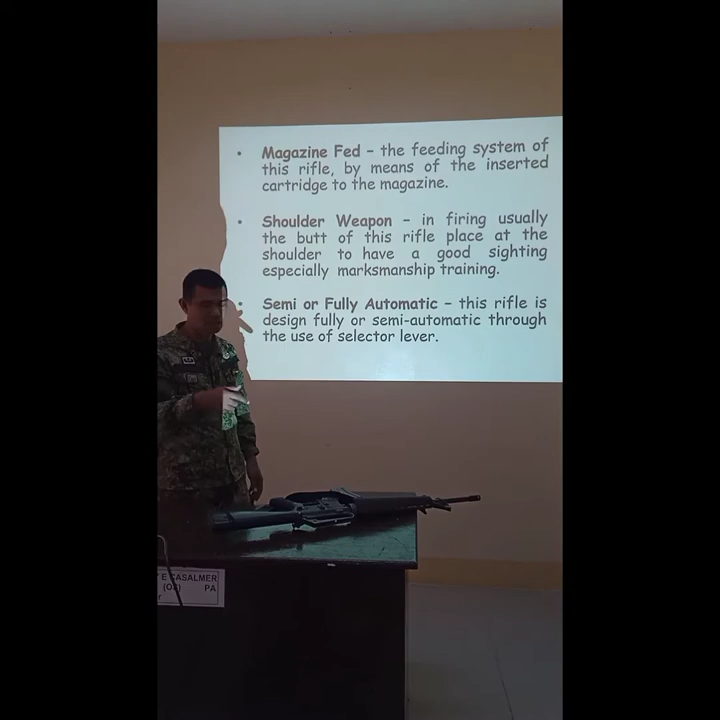 • Magazine Fed – the feeding system of
this rifle, by means of the inserted
cartridge to the magazine.
• Shoulder Weapon – in firing usually
the butt of this rifle place at the
shoulder to have a good sighting
especially marksmanship training.
• Semi or Fully Automatic – this rifle is
design fully or semi-automatic through
the use of selector lever.
E CASALMER
PA